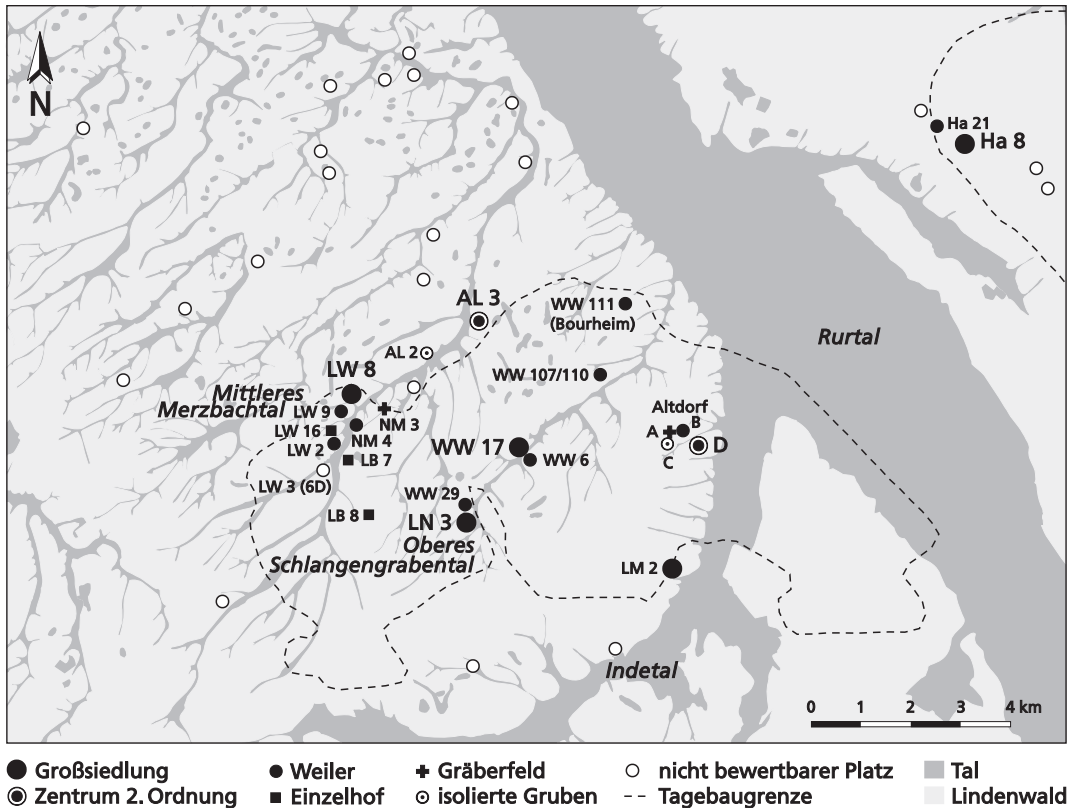 N
Ha 21
Ha 8
AL 3
WW 111
(Bourheim)
Rurtal
AL 2
LW 8
WW 107/110
Mittleres
Merzbachtal
LW 9
NM 3
Altdorf
LW 16
NM 4
A
B
LW 2
LB 7
WW 17
WW 6
C
D
LW 3 (6D)
WW 29
LB 8
LN 3
Oberes
Schlangengrabental
LM 2
Indetal
0 1 2 3 4 km
Großsiedlung
Weiler
Gräberfeld
nicht bewertbarer Platz
Tal
Zentrum 2. Ordnung
Einzelhof
isolierte Gruben
Tagebaugrenze
Lindenwald